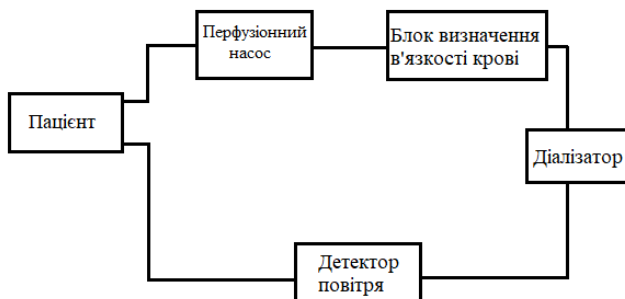 Перфузіонний
насос
Блок визначення
в'язкості крові
Пацієнт
Діалізатор
Детектор
повітря